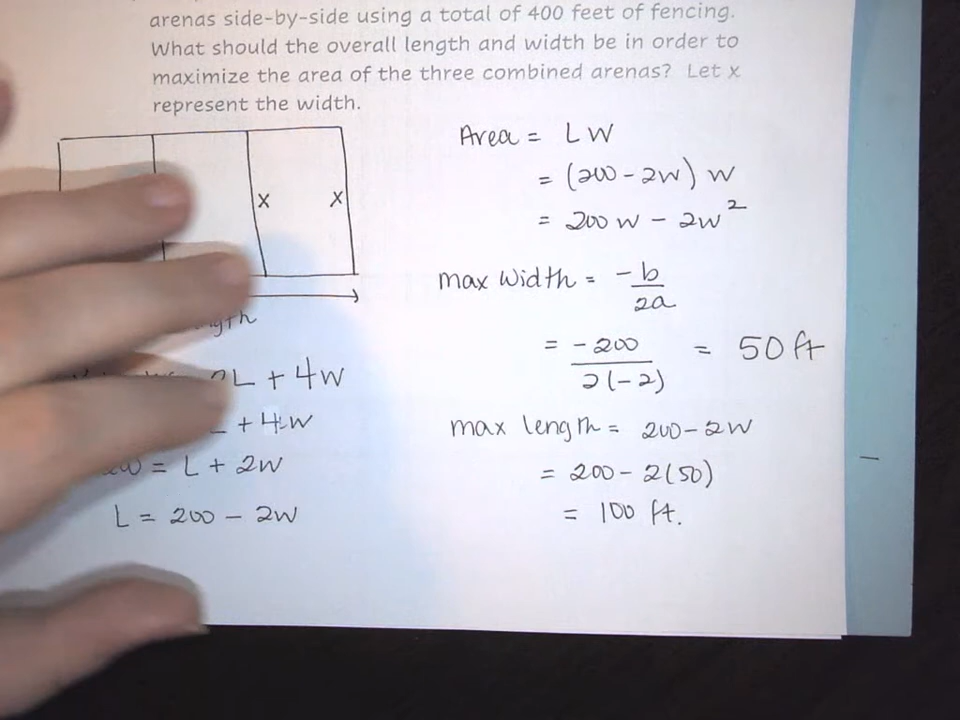 arenas side-by-side using a total of 400 feet of fencing.
What should the overall length and width be in order to
maximize the area of the three combined arenas? Let x
represent the width.
x x
2L + 4W
+ 4W
= L + 2W
L = 200 - 2W
Area = LW
= (200 - 2W) W
= 200 W - 2W²
max width = -b/2a
= -200/2(-2) = 50 ft
max length = 200 - 2W
= 200 - 2(50)
= 100 ft.